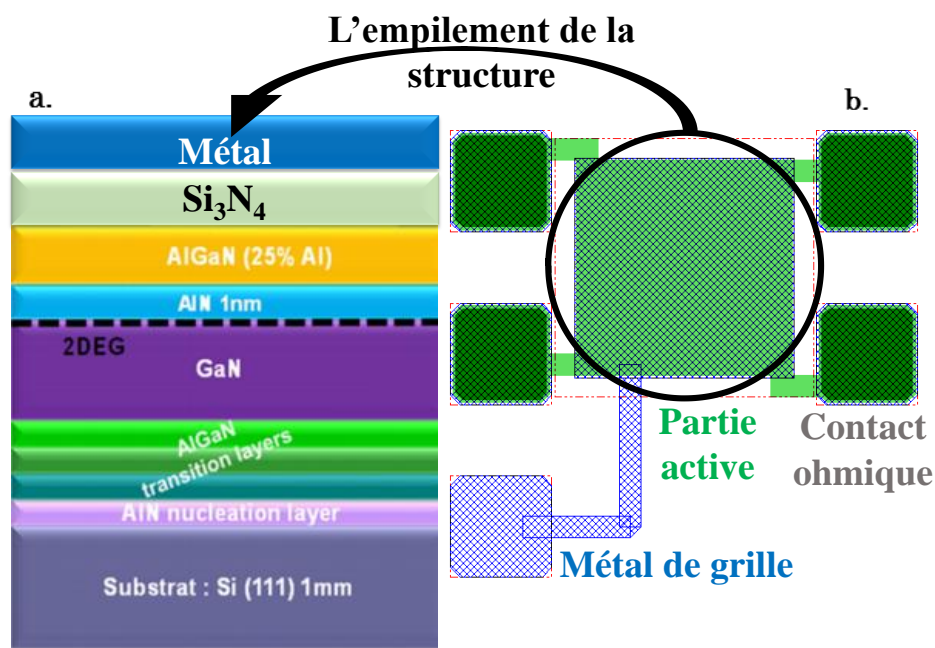 L'empilement de la
structure
a.
b.
Métal
Si₃N₄
AlGaN (25% Al)
AlN 1nm
2DEG
GaN
AlGaN
transition layers
AlN nucleation layer
Substrat : Si (111) 1mm
Partie
active
Contact
ohmique
Métal de grille